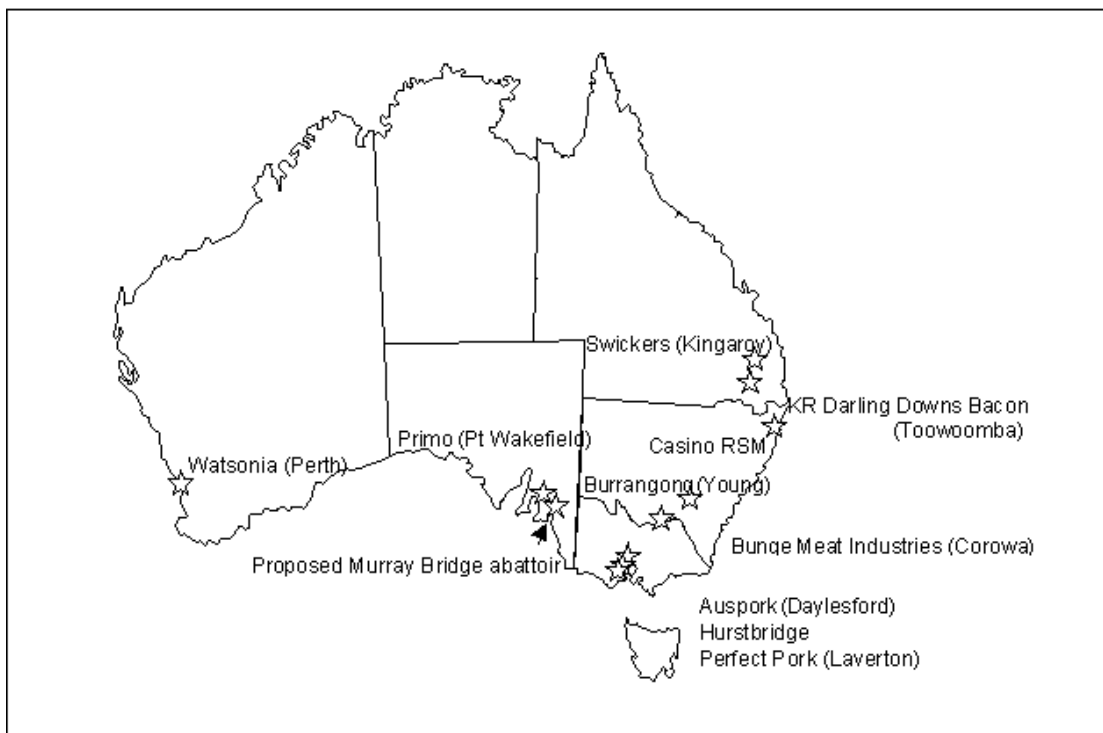 Swickers (Kingaroy)
KR Darling Downs Bacon
(Toowoomba)
Primo (Pt Wakefield)
Casino RSM
Watsonia (Perth)
Burrangong (Young)
Bunge Meat Industries (Corowa)
Proposed Murray Bridge abattoir
Auspork (Daylesford)
Hurstbridge
Perfect Pork (Laverton)